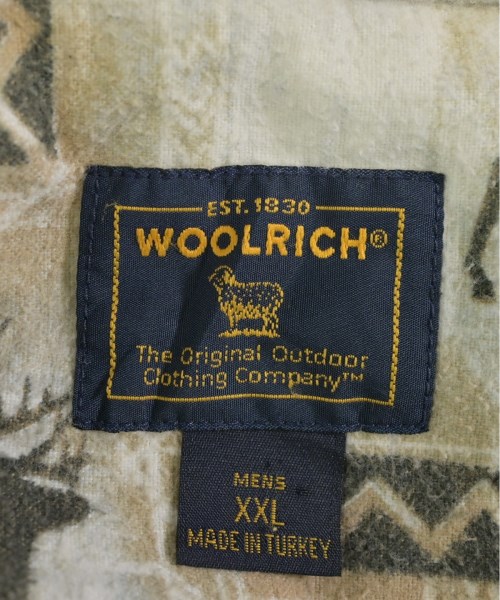 EST. 1830
WOOLRICH®
The Original Outdoor
Clothing Company™
MENS
XXL
MADE IN TURKEY